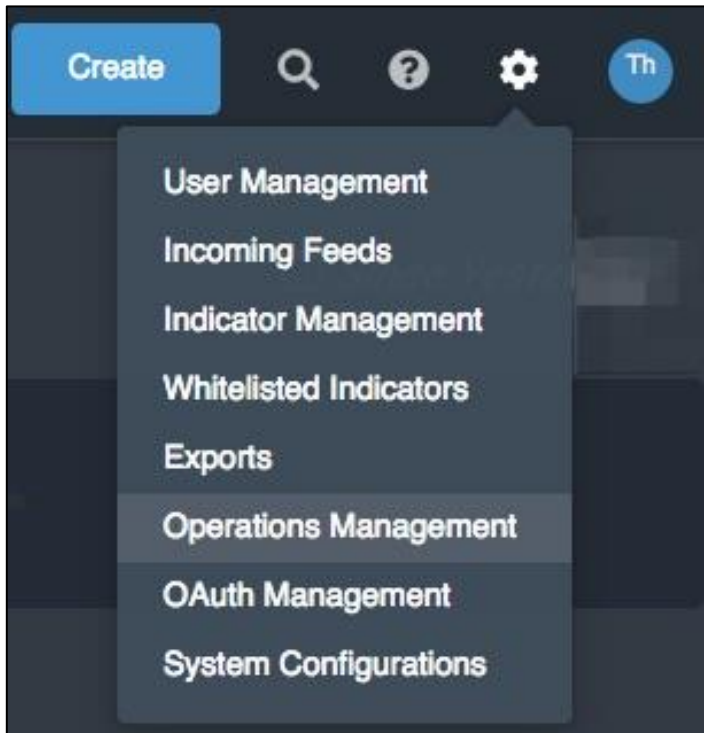 Create
Th
User Management
Incoming Feeds
Indicator Management
Whitelisted Indicators
Exports
Operations Management
OAuth Management
System Configurations